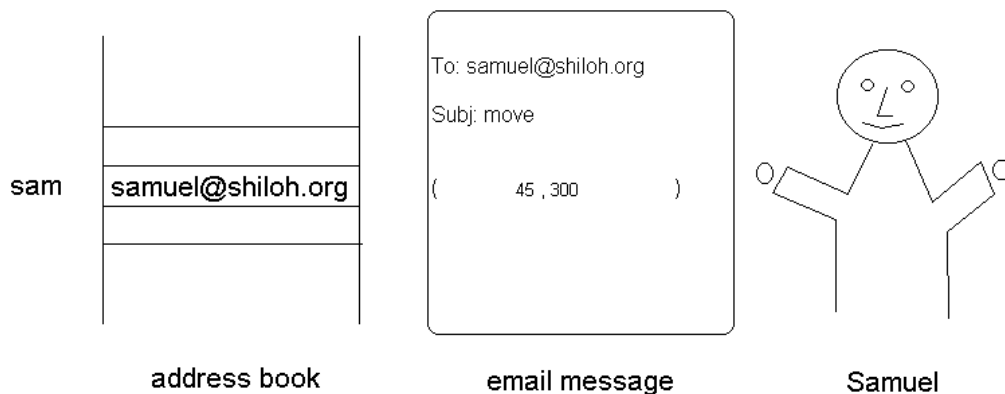 To: samuel@shiloh.org
Subj: move
sam
samuel@shiloh.org
( 45 , 300 )
address book
email message
Samuel